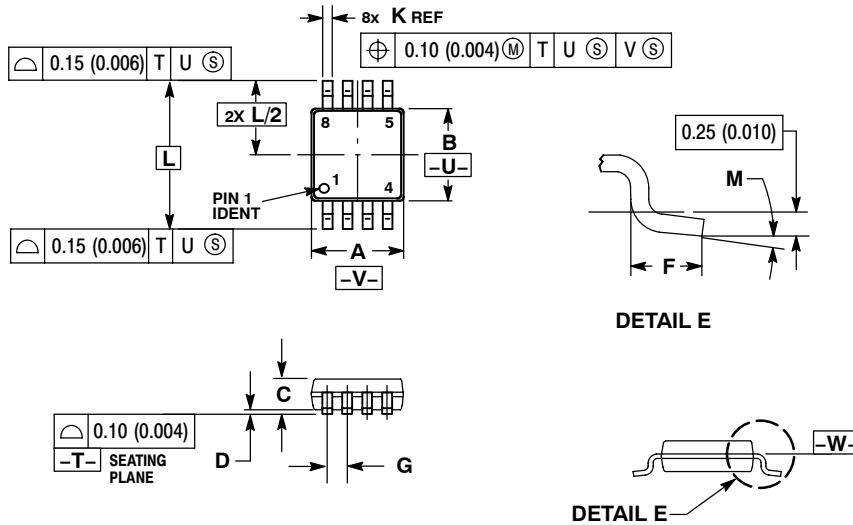 8x K REF
⌖ 0.10 (0.004) Ⓜ T U Ⓢ V Ⓢ
⌓ 0.15 (0.006) T U Ⓢ
2X L/2
L
8 5
B
-U-
PIN 1
IDENT
1 4
⌓ 0.15 (0.006) T U Ⓢ
A
-V-
0.25 (0.010)
M
F
DETAIL E
C
⌓ 0.10 (0.004)
-T- SEATING
PLANE
D
G
-W-
DETAIL E